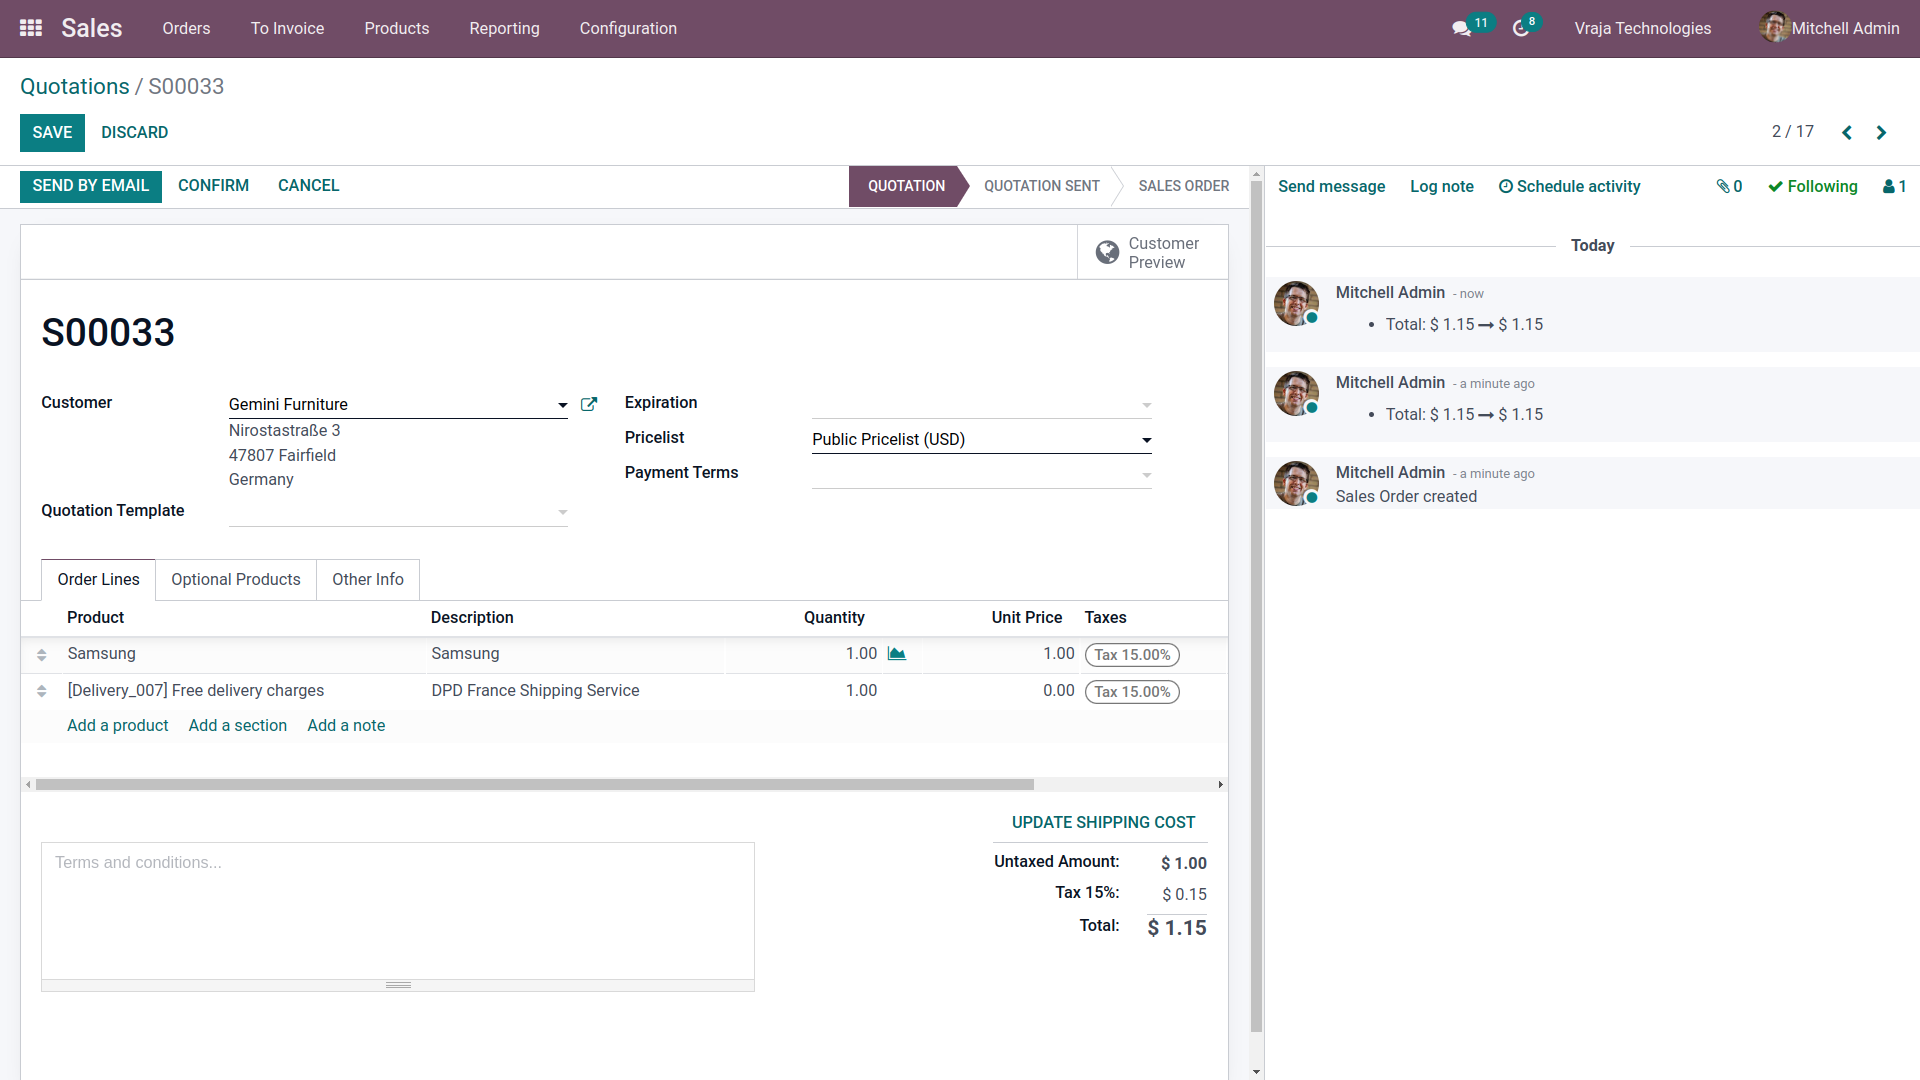 Sales Orders To Invoice Products Reporting Configuration 11 8 Vraja Technologies Mitchell Admin
Quotations / S00033
SAVE DISCARD 2 / 17
SEND BY EMAIL CONFIRM CANCEL QUOTATION QUOTATION SENT SALES ORDER
Customer Preview
S00033
Customer Gemini Furniture
Nirostastraße 3
47807 Fairfield
Germany
Quotation Template
Expiration
Pricelist Public Pricelist (USD)
Payment Terms
Order Lines Optional Products Other Info
Product Description Quantity Unit Price Taxes
Samsung Samsung 1.00 1.00 Tax 15.00%
[Delivery_007] Free delivery charges DPD France Shipping Service 1.00 0.00 Tax 15.00%
Add a product Add a section Add a note
UPDATE SHIPPING COST
Terms and conditions...
Untaxed Amount: $ 1.00
Tax 15%: $ 0.15
Total: $ 1.15
Send message Log note Schedule activity 0 Following 1
Today
Mitchell Admin - now
• Total: $ 1.15 → $ 1.15
Mitchell Admin - a minute ago
• Total: $ 1.15 → $ 1.15
Mitchell Admin - a minute ago
Sales Order created